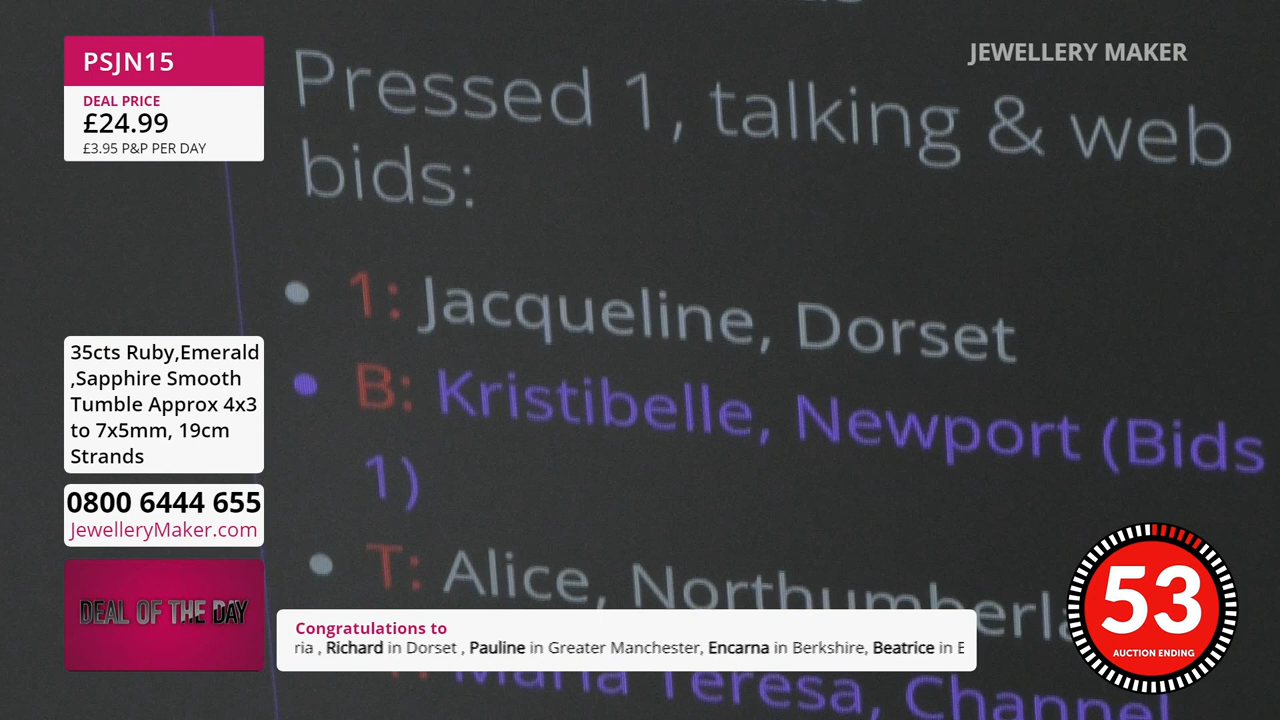 PSJN15
DEAL PRICE
£24.99
£3.95 P&P PER DAY
JEWELLERY MAKER
Pressed 1, talking & web
bids:
• 1: Jacqueline, Dorset
• B: Kristibelle, Newport (Bids
1)
• T: Alice, Northumberla
Maria Teresa, Channel
35cts Ruby,Emerald
,Sapphire Smooth
Tumble Approx 4x3
to 7x5mm, 19cm
Strands
0800 6444 655
JewelleryMaker.com
DEAL OF THE DAY
Congratulations to
ria , Richard in Dorset , Pauline in Greater Manchester, Encarna in Berkshire, Beatrice in E
53
AUCTION ENDING